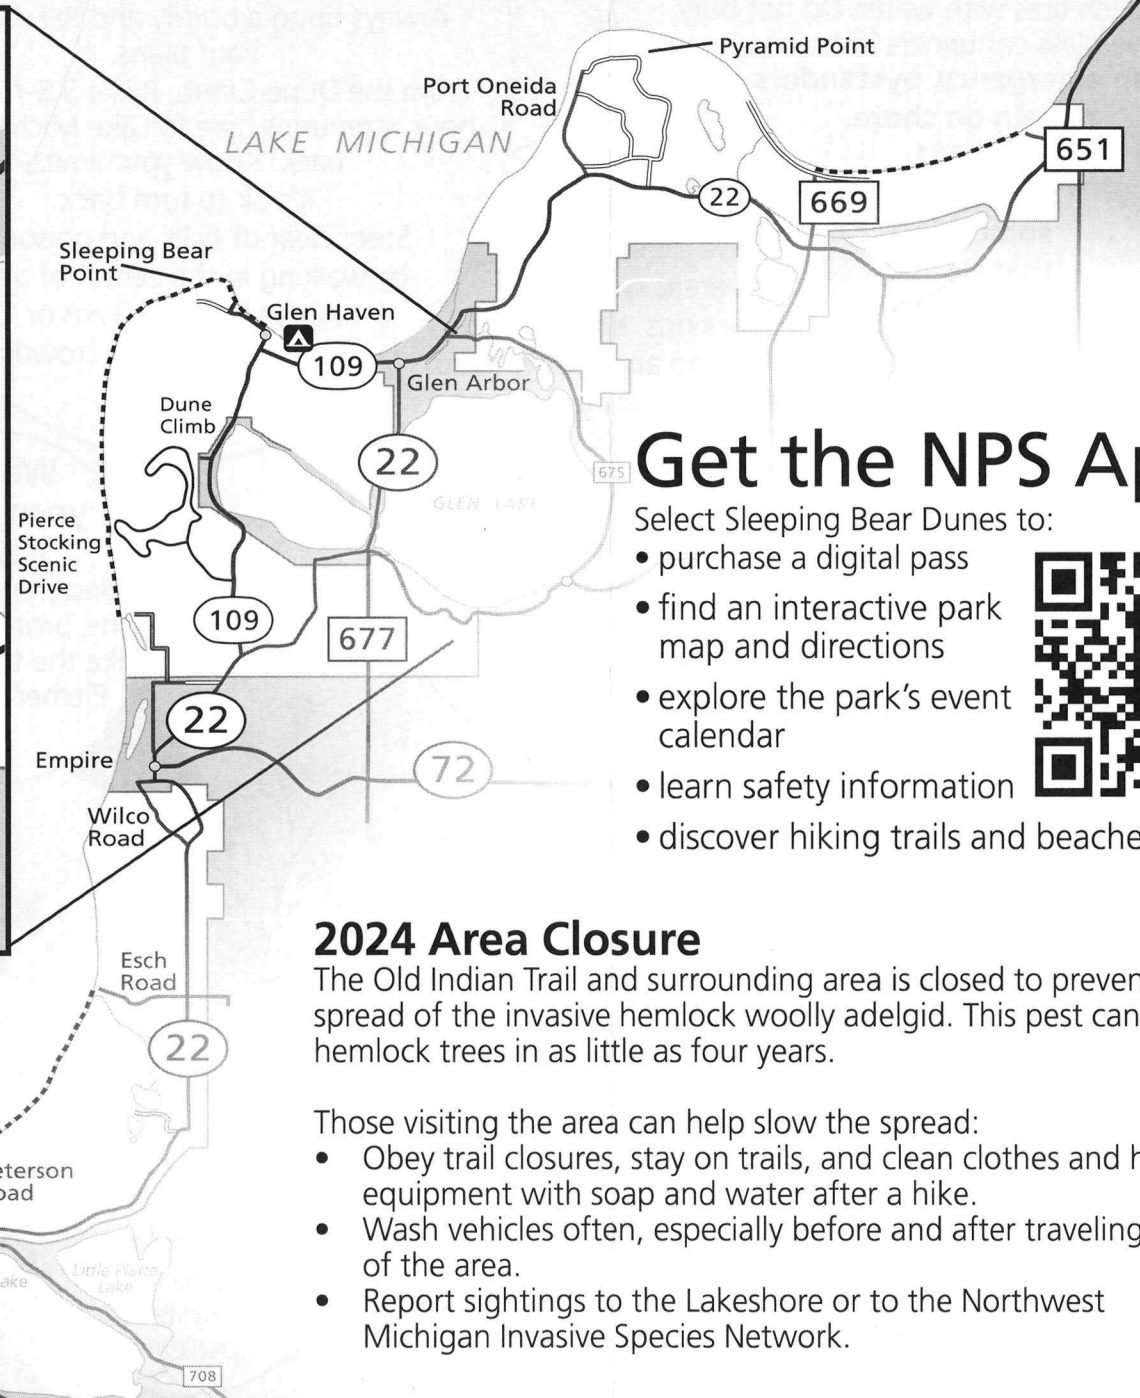 Pyramid Point
Port Oneida
Road
LAKE MICHIGAN
651
22
669
Sleeping Bear
Point
Glen Haven
109
Glen Arbor
Dune
Climb
22
675
GLEN LAKE
Pierce
Stocking
Scenic
Drive
109
677
22
Empire
72
Wilco
Road
Get the NPS A
Select Sleeping Bear Dunes to:
• purchase a digital pass
• find an interactive park
map and directions
• explore the park's event
calendar
• learn safety information
• discover hiking trails and beache
2024 Area Closure
The Old Indian Trail and surrounding area is closed to preven
spread of the invasive hemlock woolly adelgid. This pest can
hemlock trees in as little as four years.
Those visiting the area can help slow the spread:
• Obey trail closures, stay on trails, and clean clothes and h
equipment with soap and water after a hike.
• Wash vehicles often, especially before and after traveling
of the area.
• Report sightings to the Lakeshore or to the Northwest
Michigan Invasive Species Network.
Esch
Road
22
eterson
oad
Little Platte
Lake
ake
708